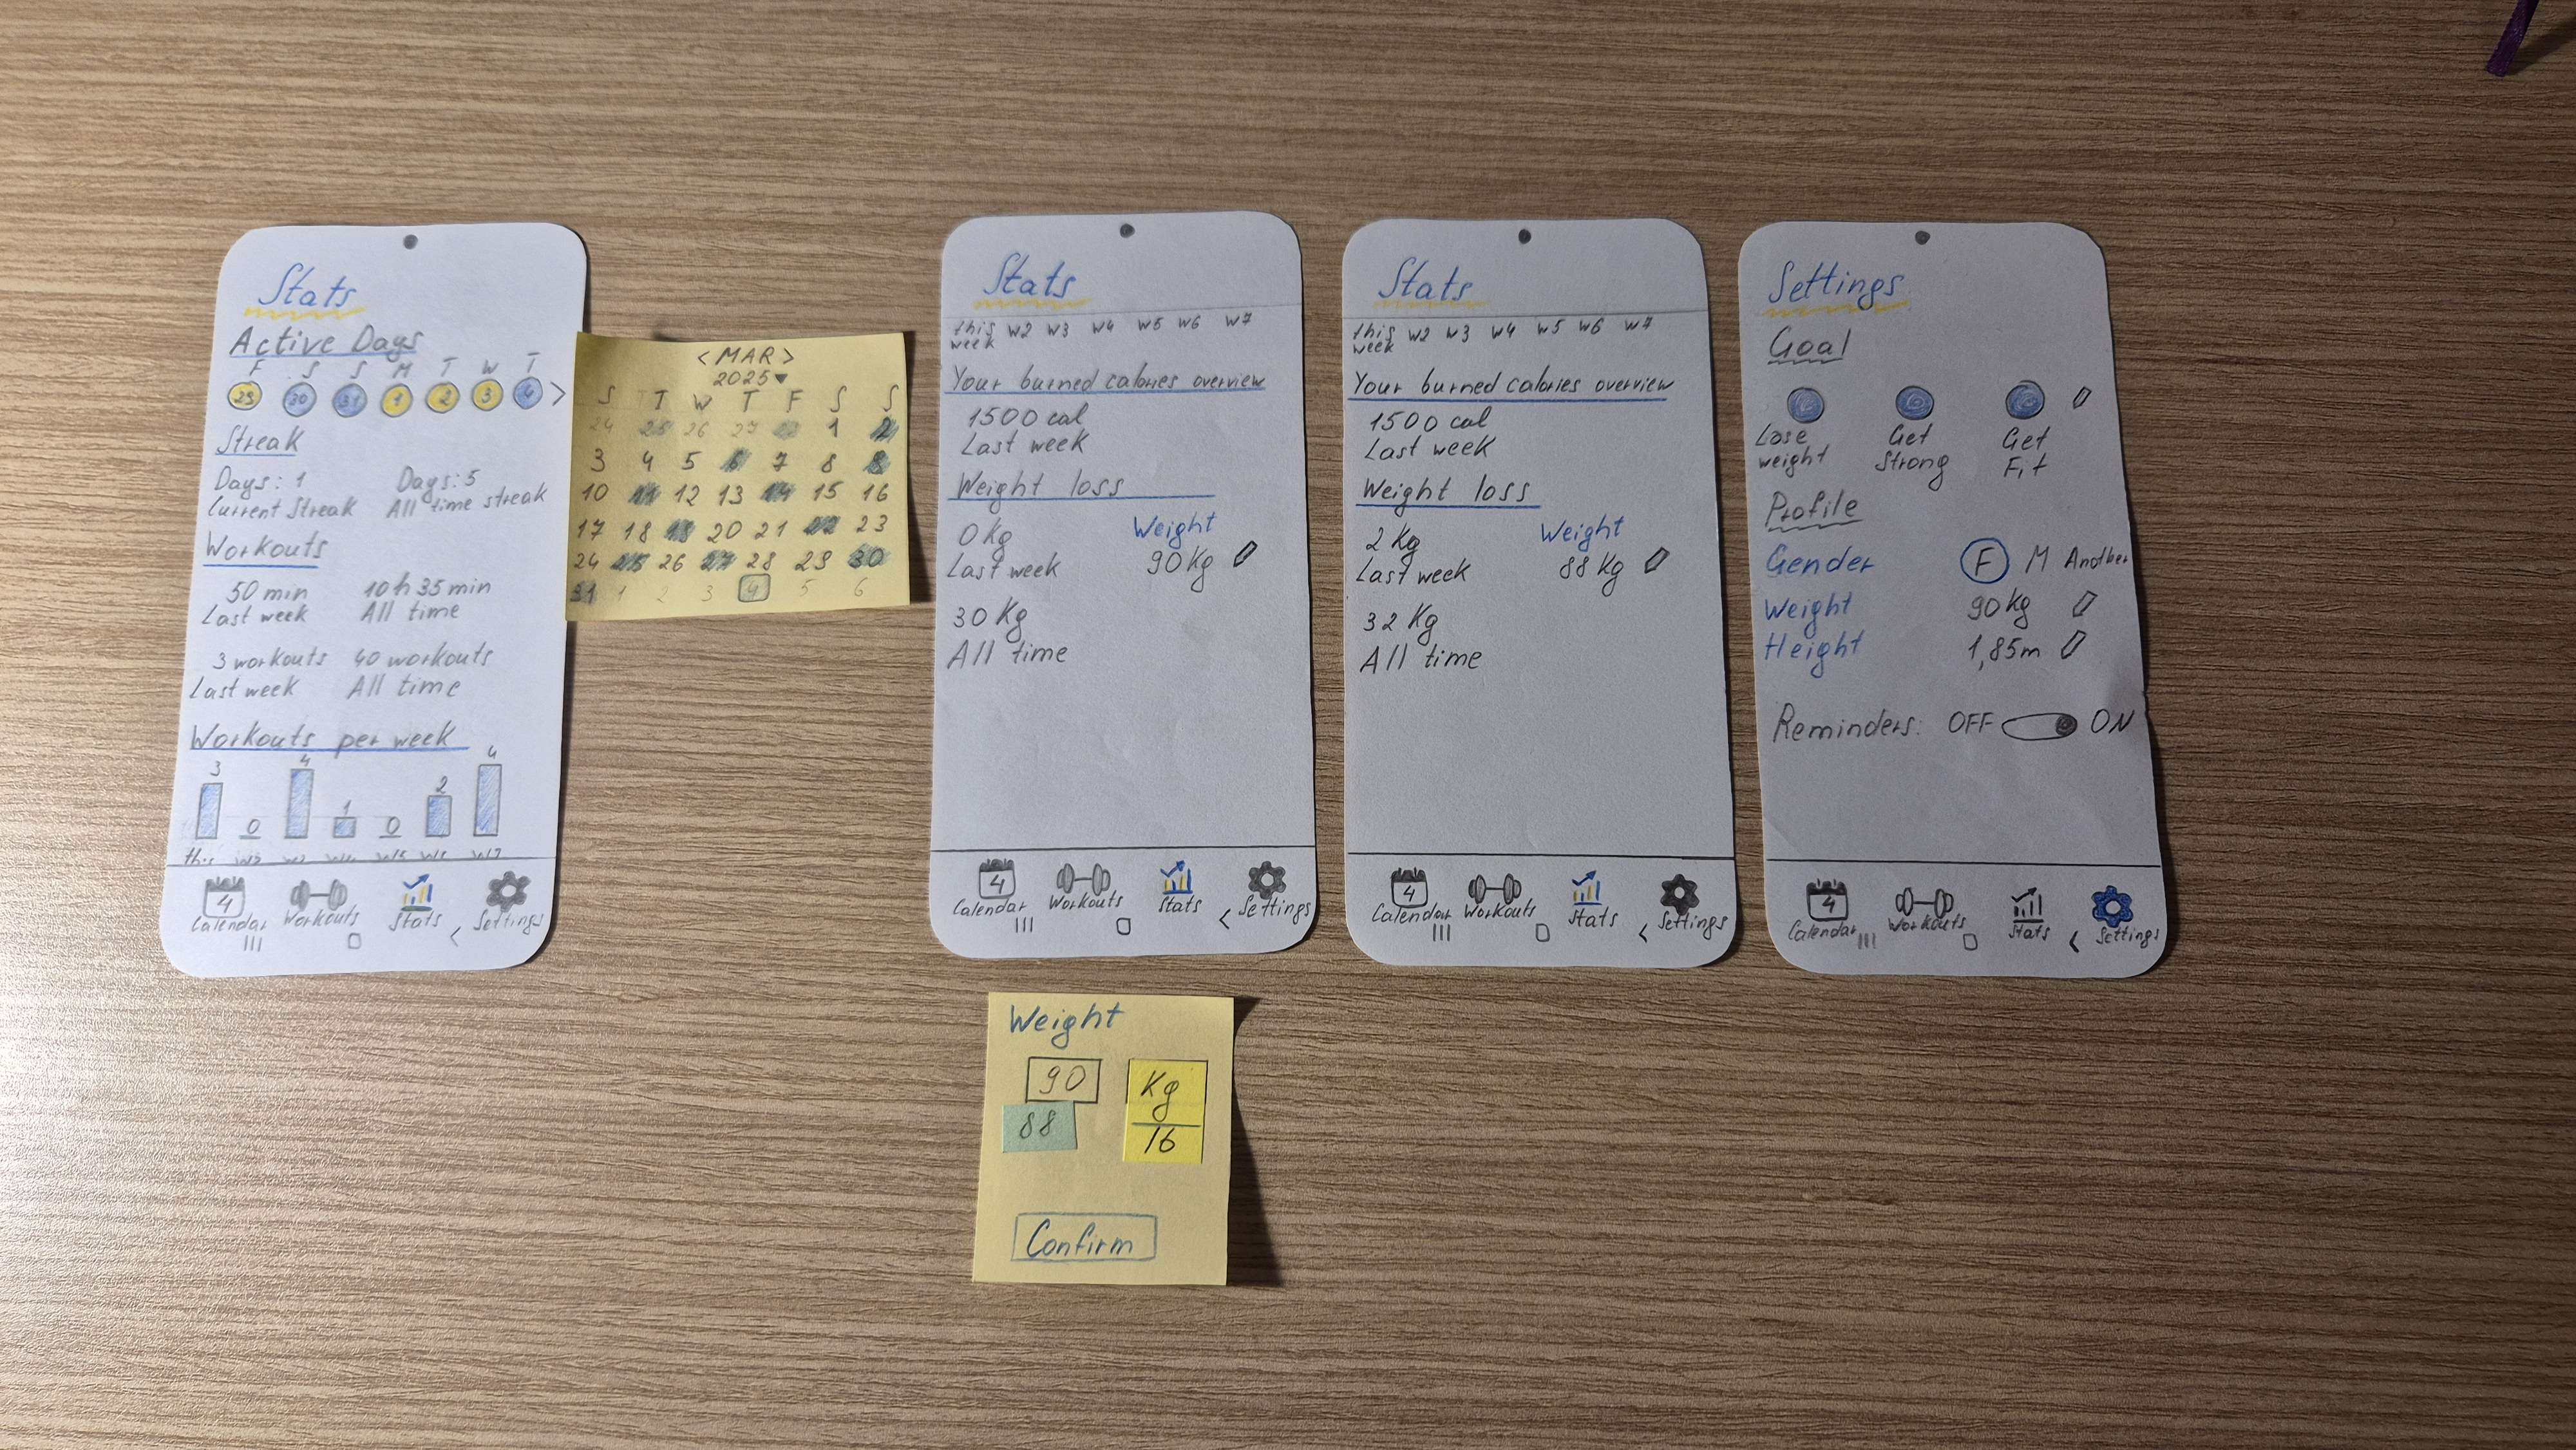 Stats
Active Days
F S S M T W T
29 30 31 1 2 3 4 >
Streak
Days: 1 Days: 5
Current Streak All time streak
Workouts
50 min 10 h 35 min
Last week All time
3 workouts 40 workouts
Last week All time
Workouts per week
3 0 4 1 0 2 4
this W2 W3 W4 W5 W6 W7
4
Calendar Workouts Stats Settings
< MAR >
2025
S T W T F S S
24 25 26 27 28 1 2
3 4 5 6 7 8 9
10 11 12 13 14 15 16
17 18 19 20 21 22 23
24 25 26 27 28 29 30
31 1 2 3 4 5 6
Stats
this week W2 W3 W4 W5 W6 W7
Your burned calories overview
1500 cal
Last week
Weight loss
0 Kg Weight
Last week 90 Kg
30 Kg
All time
4
Calendar Workouts Stats Settings
Weight
90 Kg
88 16
Confirm
Stats
this week W2 W3 W4 W5 W6 W7
Your burned calories overview
1500 cal
Last week
Weight loss
2 Kg Weight
Last week 88 Kg
32 Kg
All time
4
Calendar Workouts Stats Settings
Settings
Goal
Lose Get Get
weight Strong Fit
Profile
Gender F M Another
Weight 90 kg
Height 1,85m
Reminders: OFF ON
4
Calendar Workouts Stats Settings